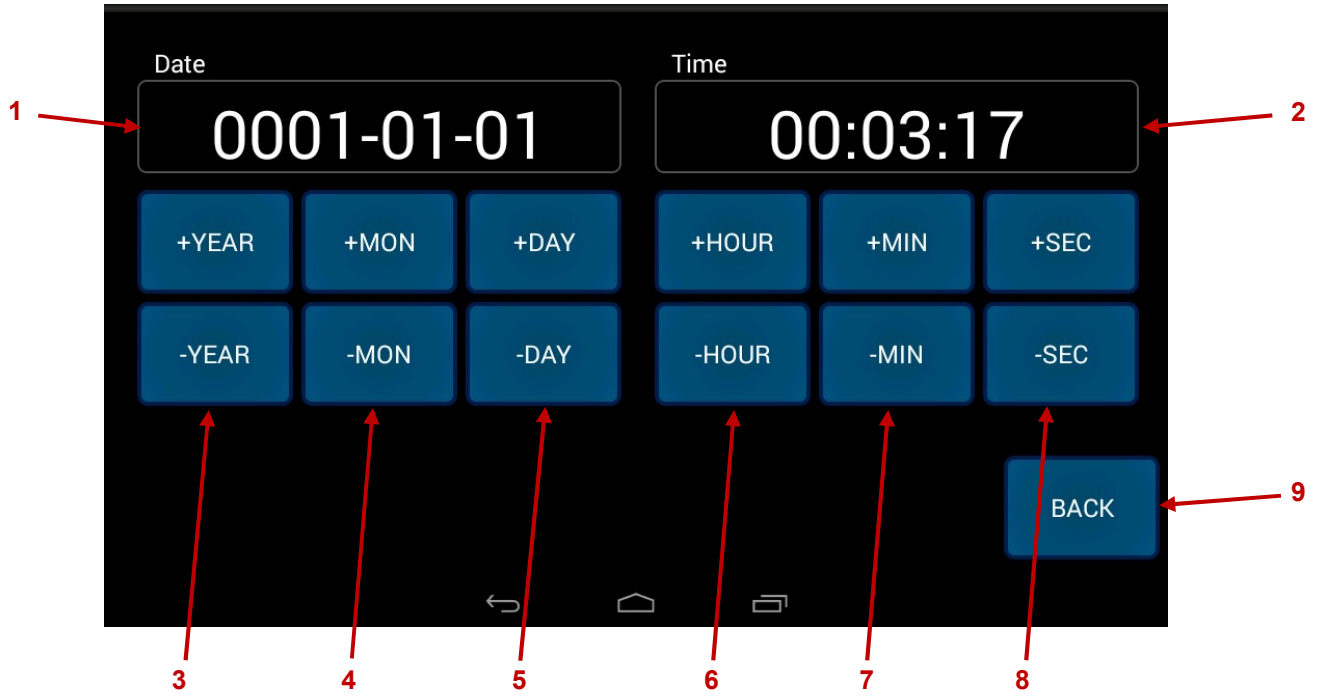 Date Time
1 0001-01-01 00:03:17 2
+YEAR +MON +DAY +HOUR +MIN +SEC
-YEAR -MON -DAY -HOUR -MIN -SEC
BACK 9
3 4 5 6 7 8